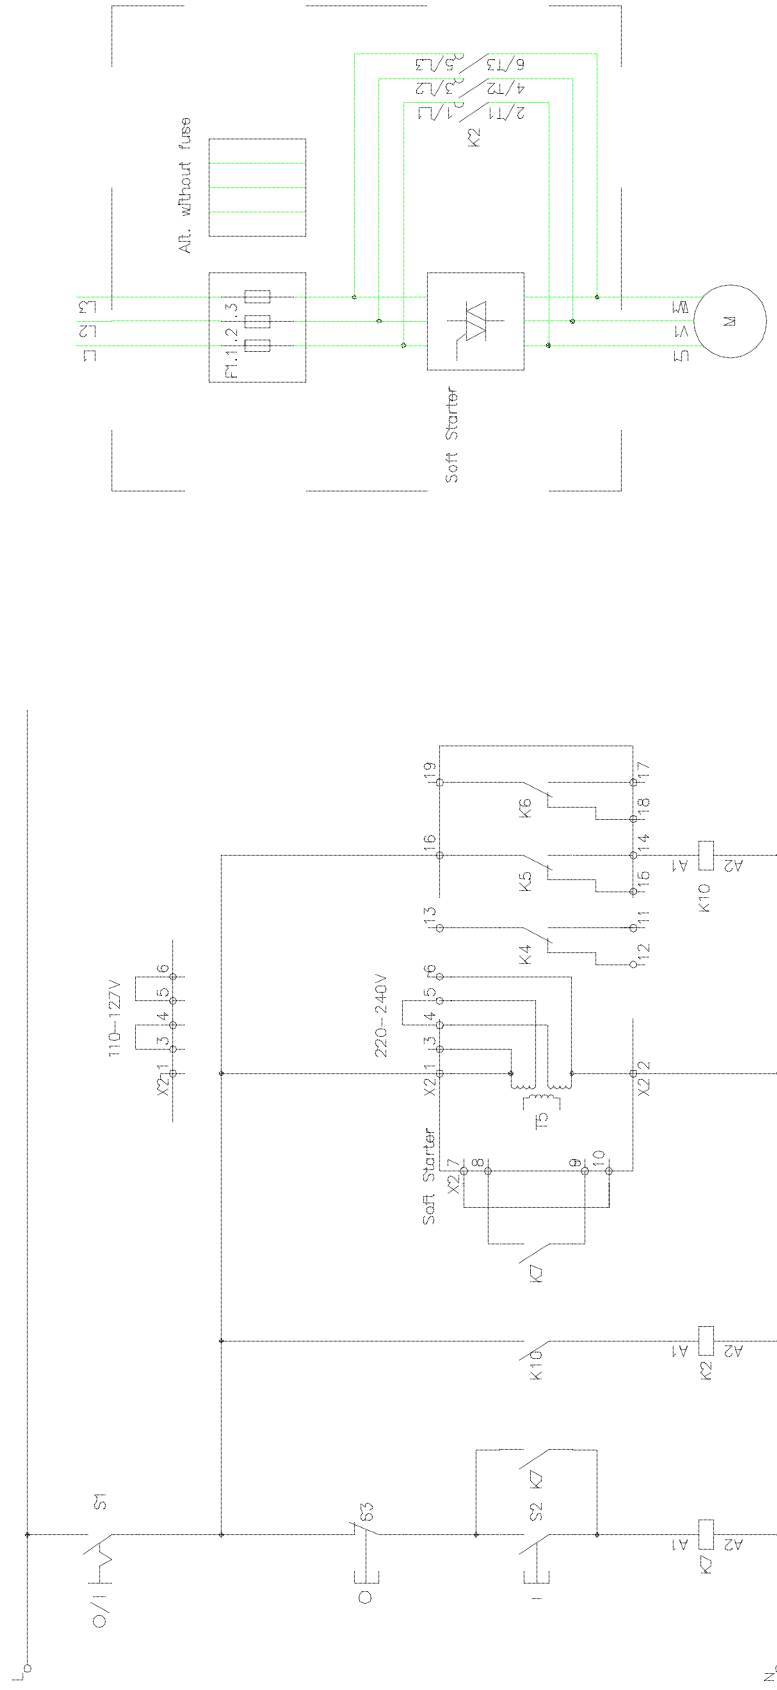 Alt. without fuse
5/L3
6/T3
3/L2
4/T2
1/L1
2/T1
K2
L3
L2
L1
F1.1.2.3
W1
V1
U1
M
Soft Starter
19
K6
17
18
16
K5
14
15
A1
A2
K10
13
K4
11
12
110-127V
6
5
4
3
X2.1
220-240V
6
5
4
3
X2.1
T5
X2.2
Soft Starter
X2.7
8
9
10
K7
K10
A1
A2
K2
S1
O/I
S3
O
K7
S2
I
A1
A2
K7
L
N